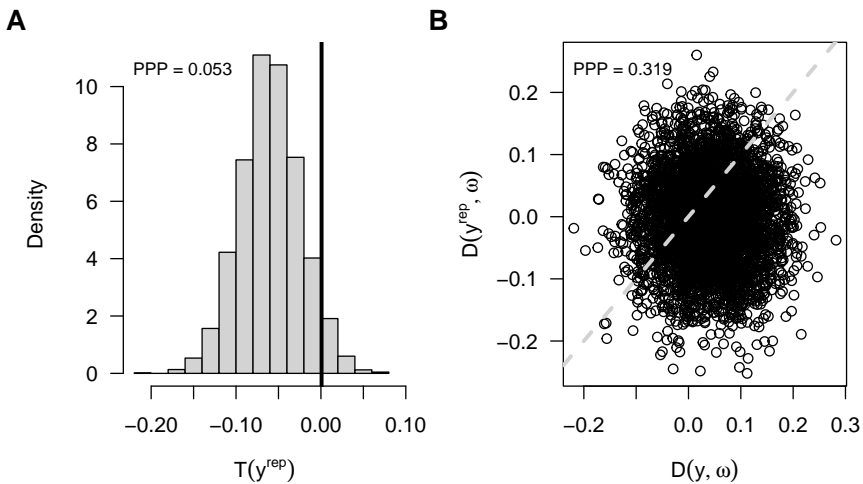 A
PPP = 0.053
Density
10
8
6
4
2
0
−0.20 −0.10 0.00 0.10
T(y^rep)
B
PPP = 0.319
D(y^rep, ω)
0.2
0.1
0.0
−0.1
−0.2
−0.2 0.0 0.1 0.2 0.3
D(y, ω)